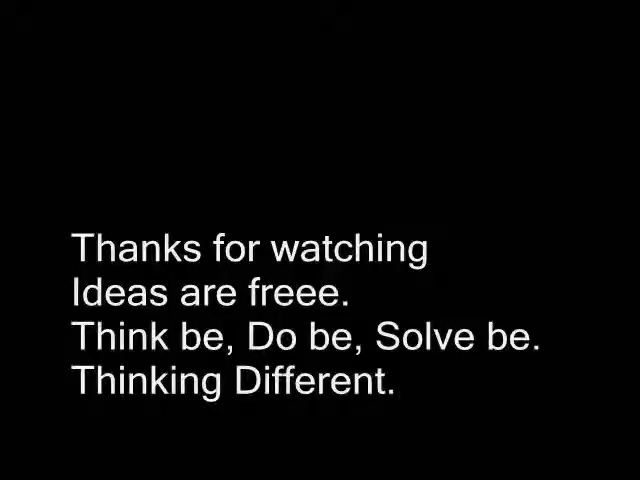 Thanks for watching
Ideas are freee.
Think be, Do be, Solve be.
Thinking Different.